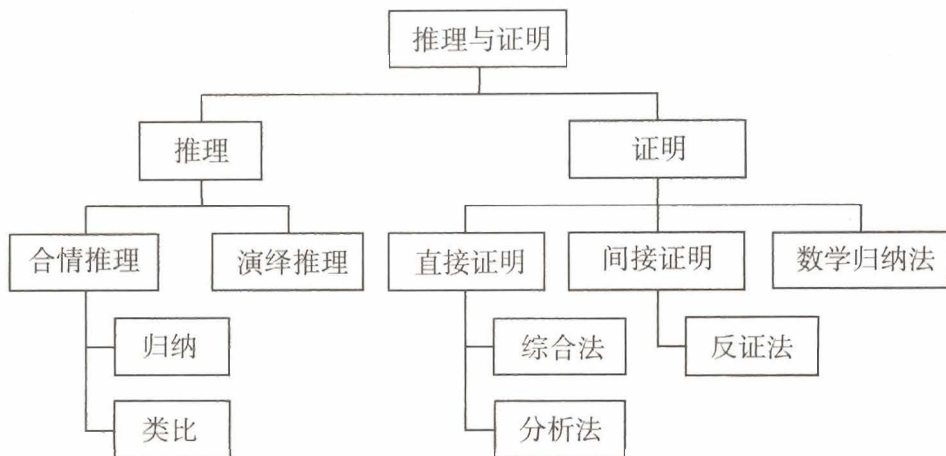 推理与证明
推理
证明
合情推理
演绎推理
直接证明
间接证明
数学归纳法
归纳
综合法
反证法
类比
分析法